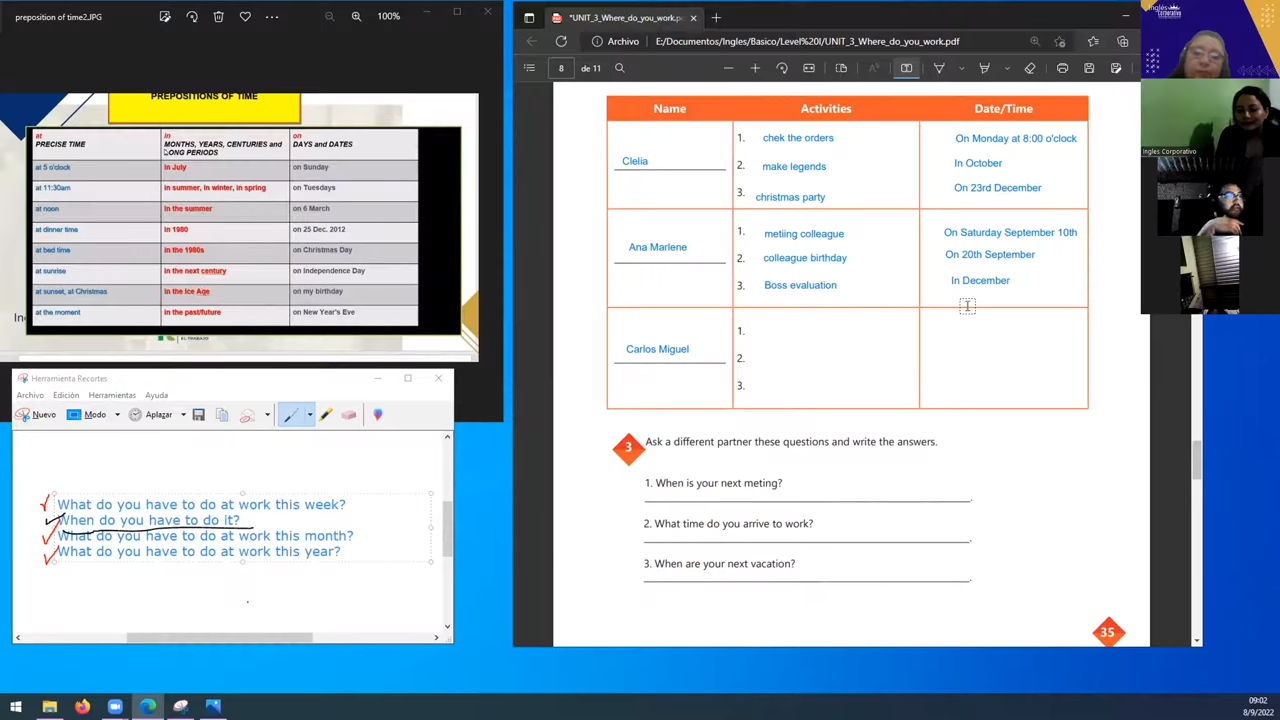 preposition of time2.JPG
100%
PREPOSITIONS OF TIME
at
PRECISE TIME
in
MONTHS, YEARS, CENTURIES and
LONG PERIODS
on
DAYS and DATES
at 5 o'clock
in July
on Sunday
at 11:30am
in summer, in winter, in spring
on Tuesdays
at noon
in the summer
on 6 March
at dinner time
in 1980
on 25 Dec. 2012
at bed time
in the 1980s
on Christmas Day
at sunrise
in the next century
on Independence Day
at sunset, at Christmas
in the Ice Age
on my birthday
at the moment
in the past/future
on New Year's Eve
EL TRABAJO
Herramienta Recortes
Archivo Edición Herramientas Ayuda
Nuevo Modo Aplazar
What do you have to do at work this week?
When do you have to do it?
What do you have to do at work this month?
What do you have to do at work this year?
*UNIT_3_Where_do_you_work.p
Archivo E:/Documentos/Ingles/Basico/Level%20I/UNIT_3_Where_do_you_work.pdf
8 de 11
Name Activities Date/Time
Clelia
1. chek the orders On Monday at 8:00 o'clock
2. make legends In October
3. christmas party On 23rd December
Ana Marlene
1. metiing colleague On Saturday September 10th
2. colleague birthday On 20th September
3. Boss evaluation In December
Carlos Miguel
1.
2.
3.
3 Ask a different partner these questions and write the answers.
1. When is your next meting?
2. What time do you arrive to work?
3. When are your next vacation?
35
Inglés
Corporativo
Ingles Corporativo
09:02
8/9/2022